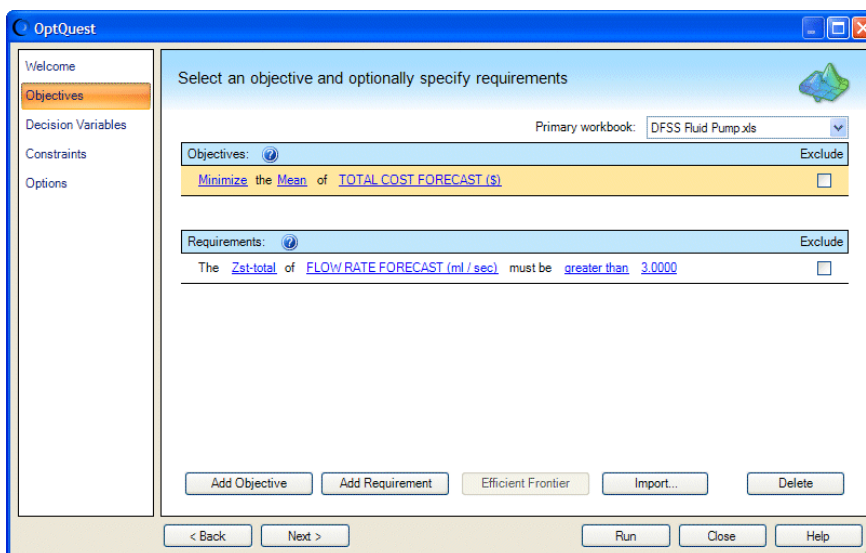 OptQuest
Welcome
Objectives
Decision Variables
Constraints
Options
Select an objective and optionally specify requirements
Primary workbook: DFSS Fluid Pump.xls
Objectives: ? Exclude
Minimize the Mean of TOTAL COST FORECAST ($)
Requirements: ? Exclude
The Zst-total of FLOW RATE FORECAST (ml / sec) must be greater than 3.0000
Add Objective Add Requirement Efficient Frontier Import... Delete
< Back Next > Run Close Help